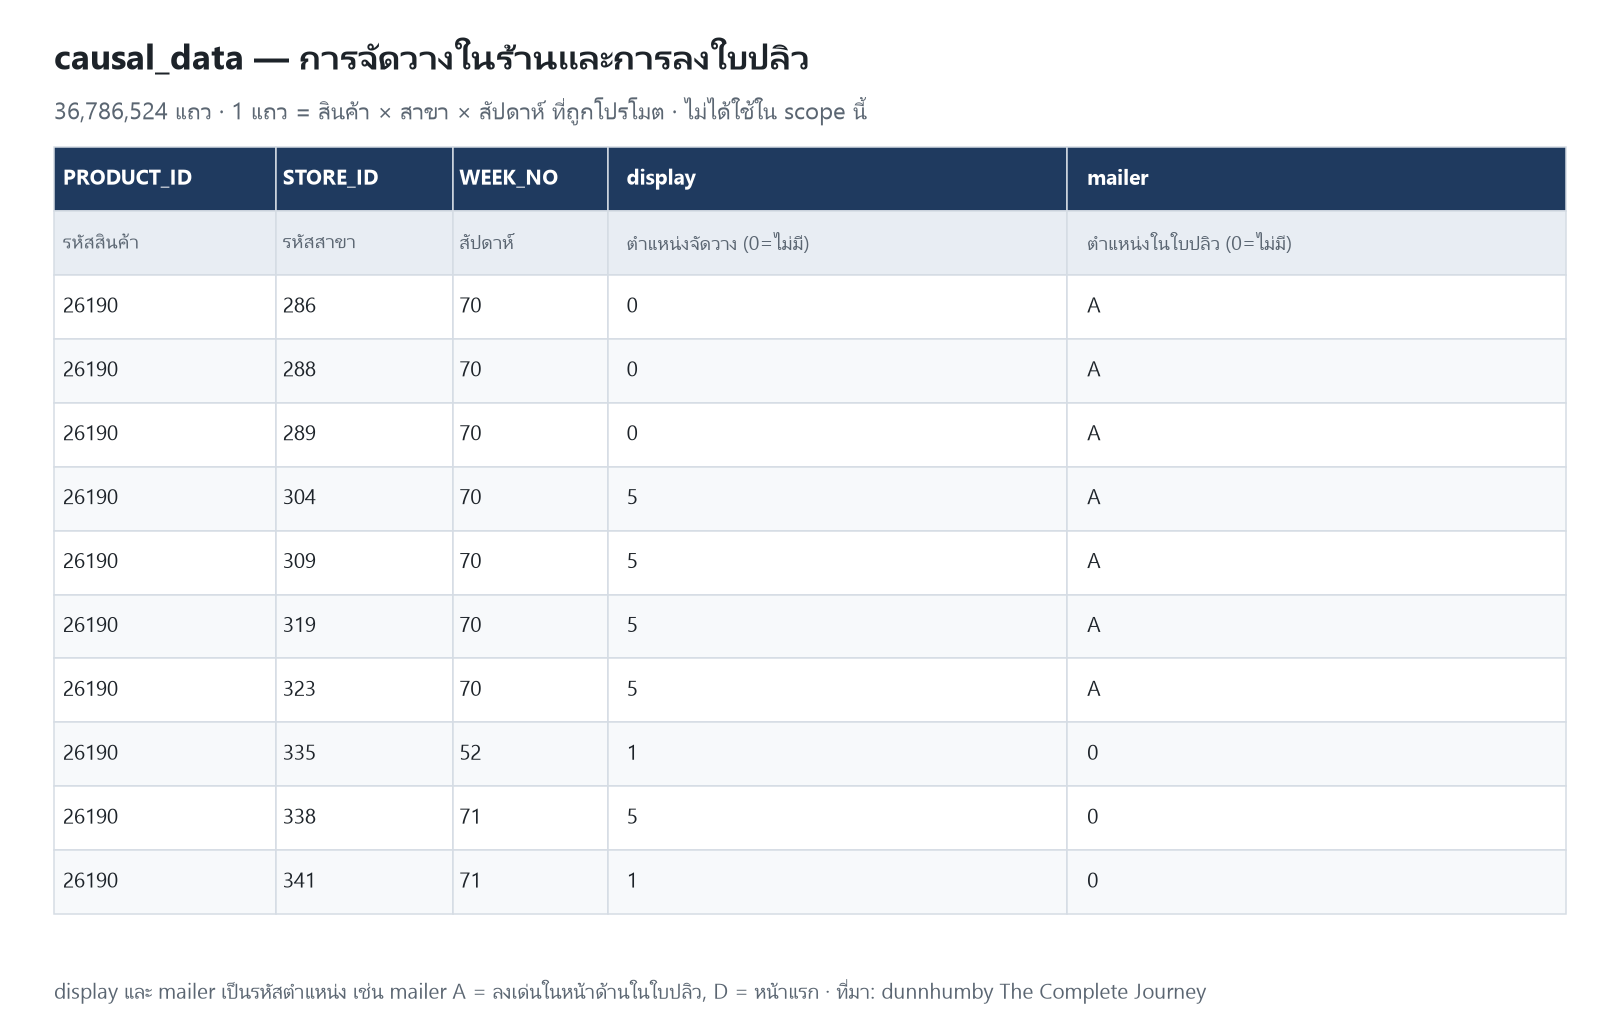 causal_data — การจัดวางในร้านและการลงใบปลิว
36,786,524 แถว · 1 แถว = สินค้า × สาขา × สัปดาห์ ที่ถูกโปรโมต · ไม่ได้ใช้ใน scope นี้
PRODUCT_ID STORE_ID WEEK_NO display mailer
รหัสสินค้า รหัสสาขา สัปดาห์ ตำแหน่งจัดวาง (0=ไม่มี) ตำแหน่งในใบปลิว (0=ไม่มี)
26190 286 70 0 A
26190 288 70 0 A
26190 289 70 0 A
26190 304 70 5 A
26190 309 70 5 A
26190 319 70 5 A
26190 323 70 5 A
26190 335 52 1 0
26190 338 71 5 0
26190 341 71 1 0
display และ mailer เป็นรหัสตำแหน่ง เช่น mailer A = ลงเด่นในหน้าด้านในใบปลิว, D = หน้าแรก · ที่มา: dunnhumby The Complete Journey